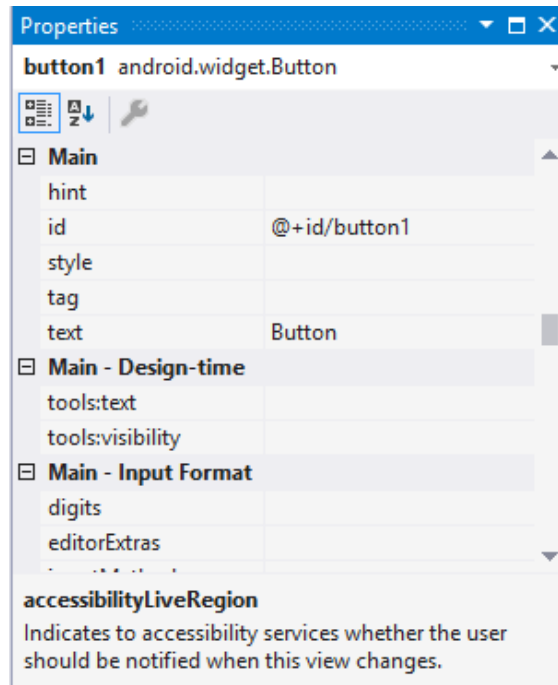 Properties
button1 android.widget.Button
Main
hint
id @+id/button1
style
tag
text Button
Main - Design-time
tools:text
tools:visibility
Main - Input Format
digits
editorExtras
accessibilityLiveRegion
Indicates to accessibility services whether the user
should be notified when this view changes.